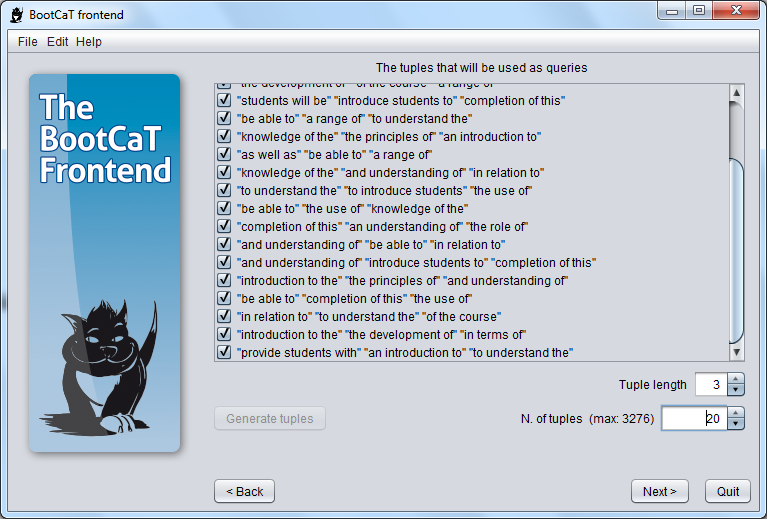 BootCaT frontend
File Edit Help
The tuples that will be used as queries
The
BootCaT
Frontend
"the development of" "of the course" "a range of"
"students will be" "introduce students to" "completion of this"
"be able to" "a range of" "to understand the"
"knowledge of the" "the principles of" "an introduction to"
"as well as" "be able to" "a range of"
"knowledge of the" "and understanding of" "in relation to"
"to understand the" "to introduce students" "the use of"
"be able to" "the use of" "knowledge of the"
"completion of this" "an understanding of" "the role of"
"and understanding of" "be able to" "in relation to"
"and understanding of" "introduce students to" "completion of this"
"introduction to the" "the principles of" "and understanding of"
"be able to" "completion of this" "the use of"
"in relation to" "to understand the" "of the course"
"introduction to the" "the development of" "in terms of"
"provide students with" "an introduction to" "to understand the"
Tuple length 3
Generate tuples
N. of tuples (max: 3276) 20
< Back
Next >
Quit